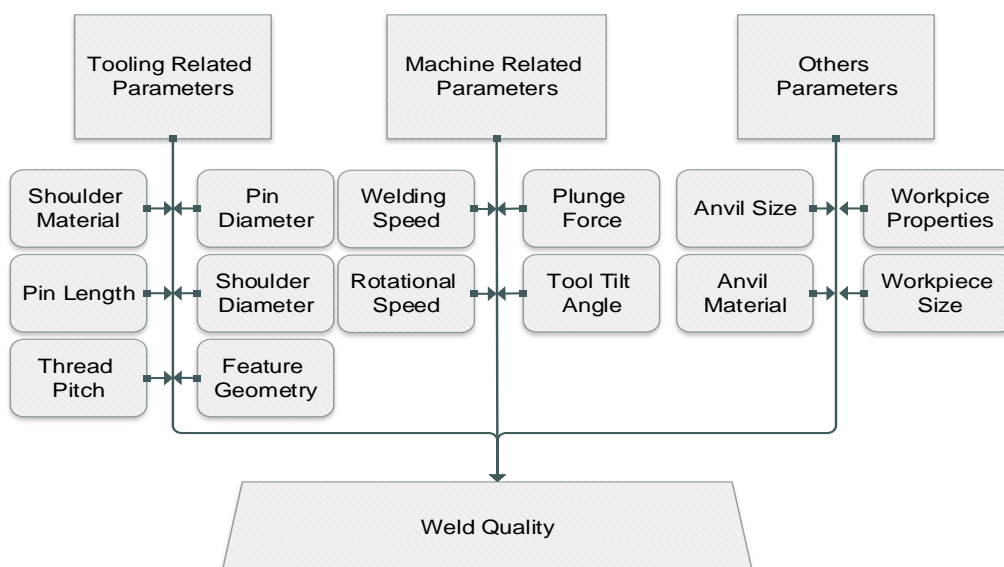 Tooling Related
Parameters
Machine Related
Parameters
Others
Parameters
Shoulder
Material
Pin
Diameter
Welding
Speed
Plunge
Force
Anvil Size
Workpice
Properties
Pin Length
Shoulder
Diameter
Rotational
Speed
Tool Tilt
Angle
Anvil
Material
Workpiece
Size
Thread
Pitch
Feature
Geometry
Weld Quality